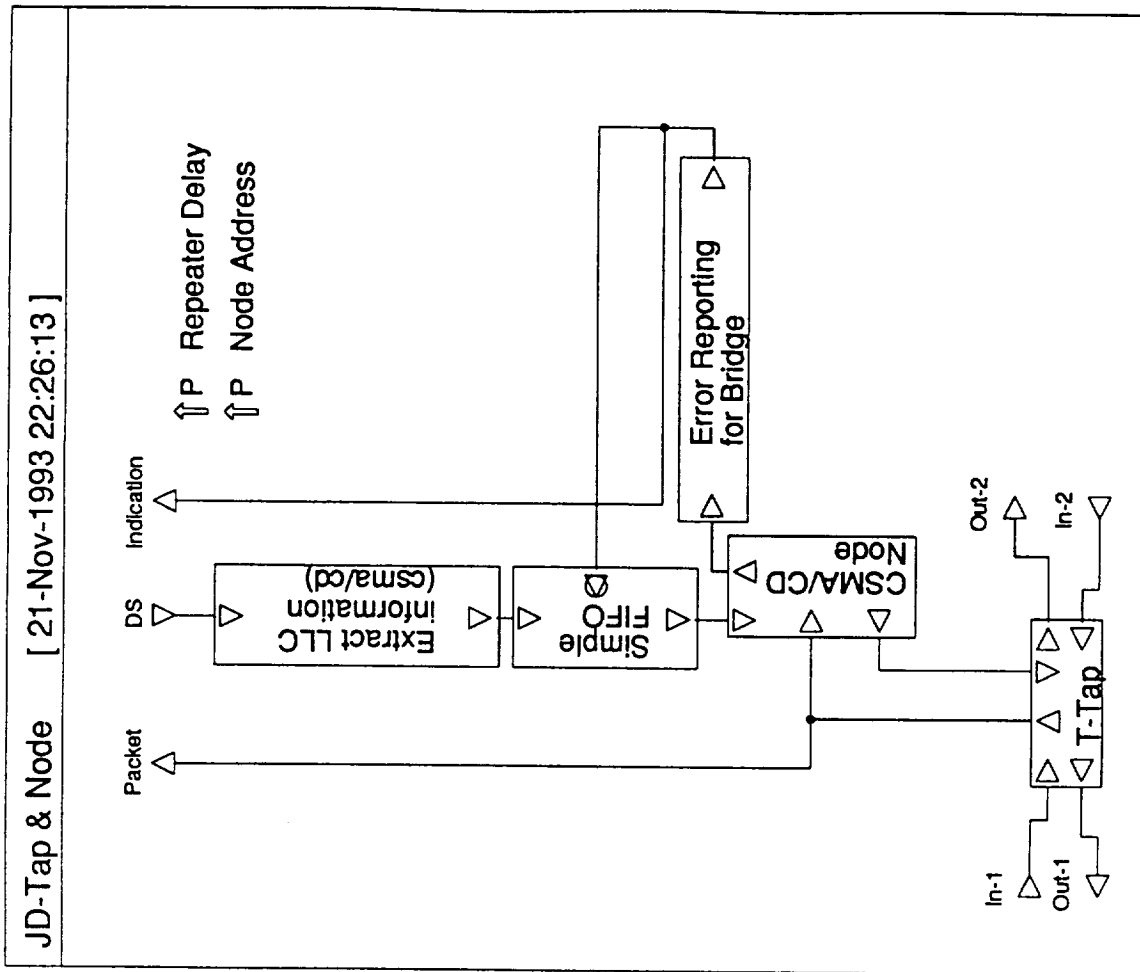 JD-Tap & Node [ 21-Nov-1993 22:26:13 ]
Packet
DS
Indication
⇧P Repeater Delay
⇧P Node Address
Extract LLC
information
(csma/cd)
Simple
FIFO
CSMA/CD
Node
Error Reporting
for Bridge
T-Tap
In-1
Out-1
Out-2
In-2